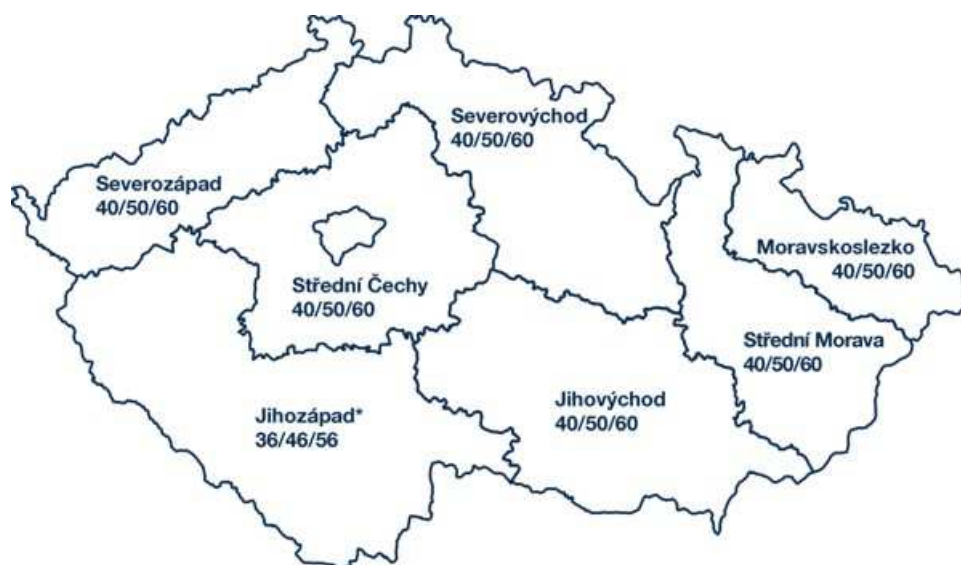 Severovýchod
40/50/60
Severozápad
40/50/60
Moravskoslezko
40/50/60
Střední Čechy
40/50/60
Střední Morava
40/50/60
Jihovýchod
40/50/60
Jihozápad*
36/46/56